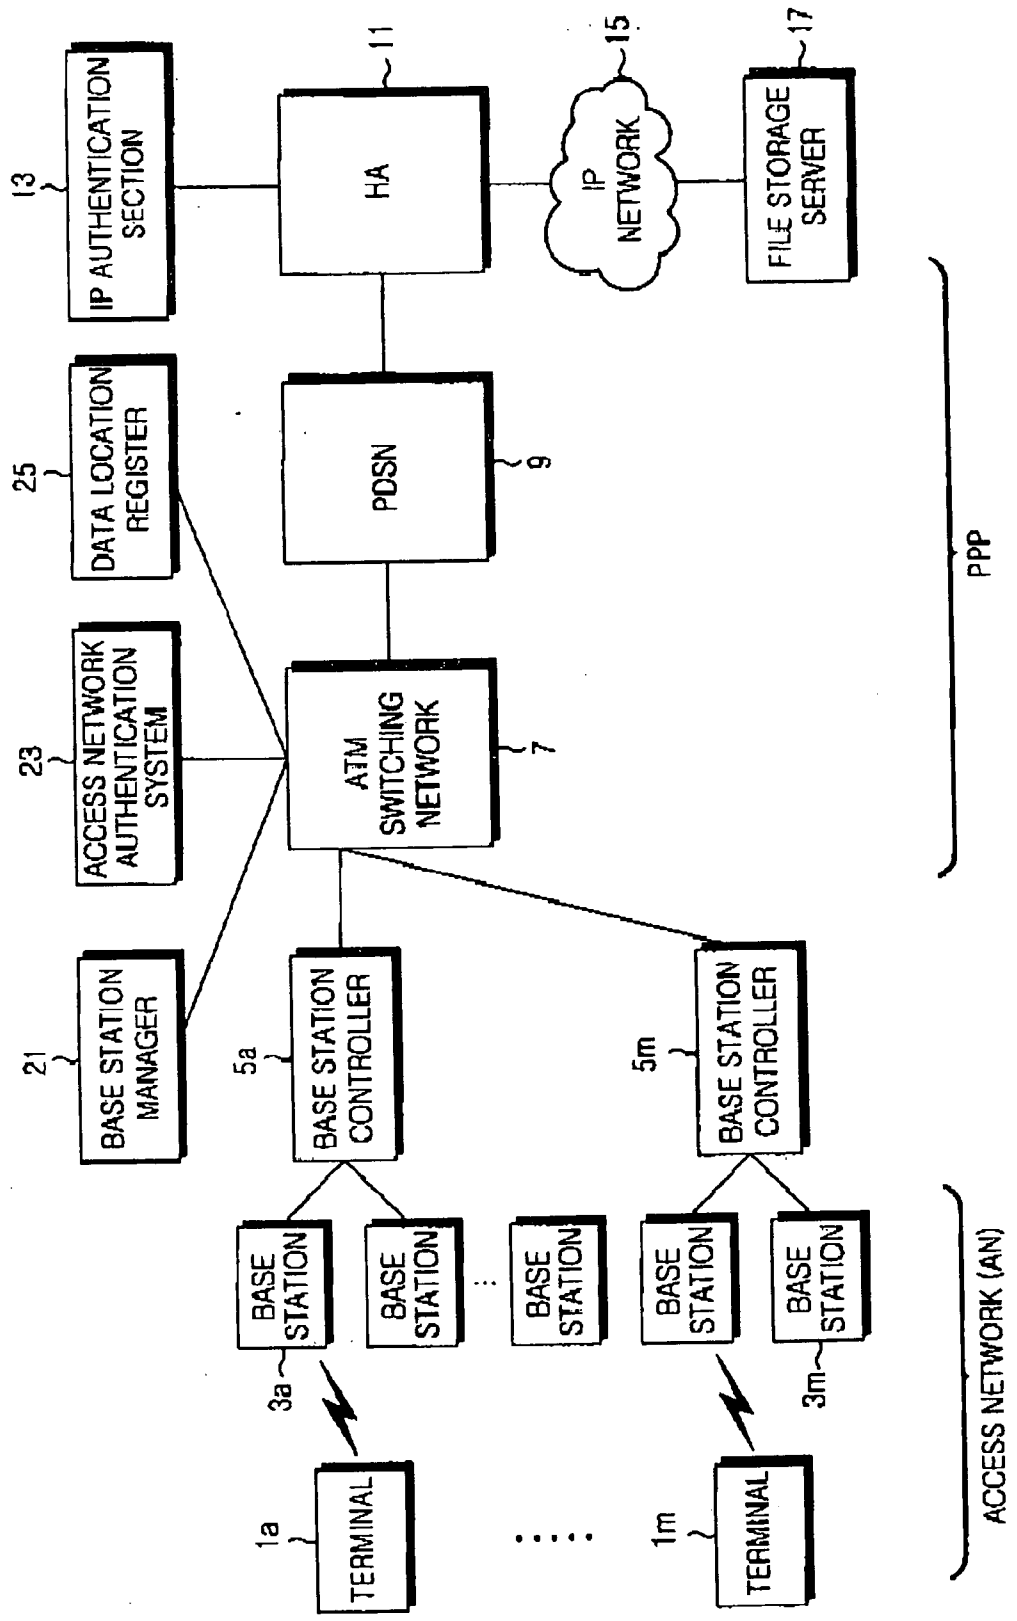 21
BASE STATION
MANAGER
23
ACCESS NETWORK
AUTHENTICATION
SYSTEM
25
DATA LOCATION
REGISTER
13
IP AUTHENTICATION
SECTION
1a
TERMINAL
3a
BASE
STATION
BASE
STATION
5a
BASE STATION
CONTROLLER
ATM
SWITCHING
NETWORK
7
PDSN
9
HA
11
.....
...
BASE
STATION
IP
NETWORK
15
1m
TERMINAL
BASE
STATION
3m
BASE
STATION
5m
BASE STATION
CONTROLLER
FILE STORAGE
SERVER
17
ACCESS NETWORK (AN)
PPP